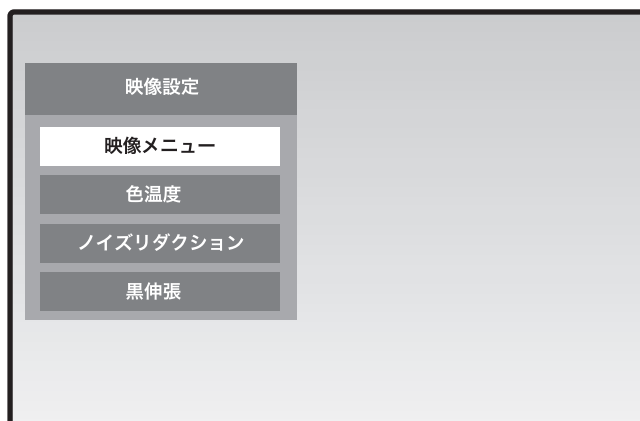 映像設定
映像メニュー
色温度
ノイズリダクション
黒伸張